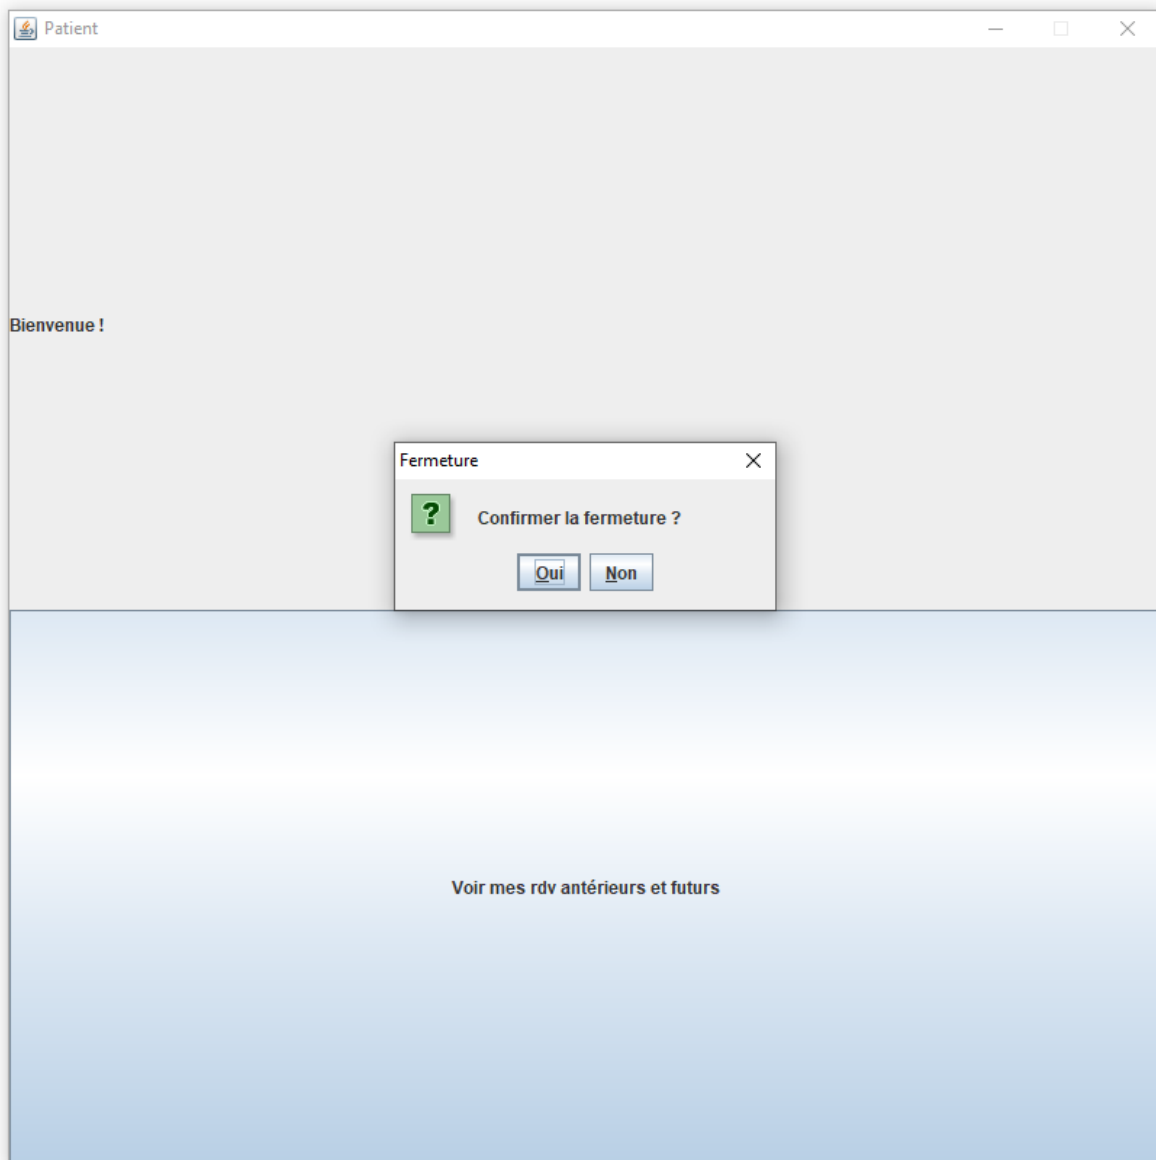 Patient
Bienvenue !
Fermeture
?
Confirmer la fermeture ?
Oui
Non
Voir mes rdv antérieurs et futurs